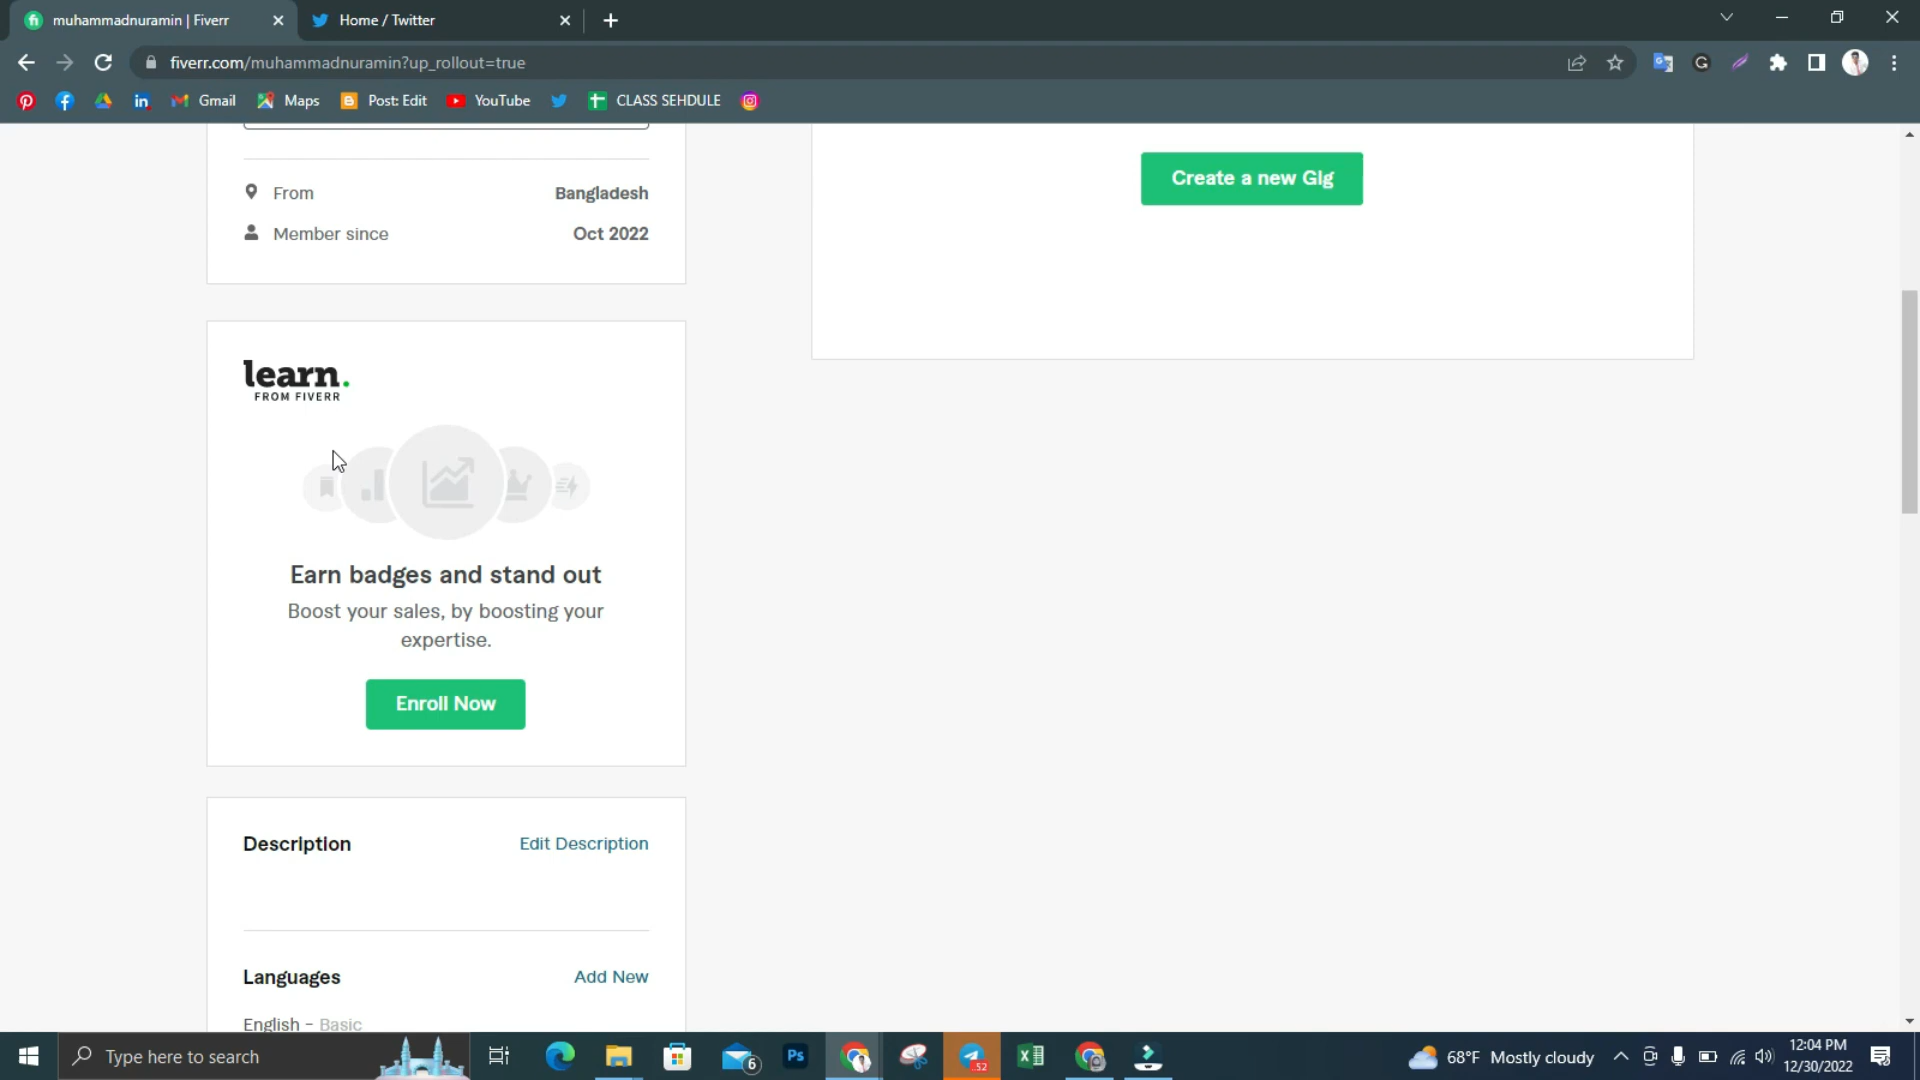 muhammadnuramin | Fiverr
Home / Twitter
fiverr.com/muhammadnuramin?up_rollout=true
Gmail
Maps
Post: Edit
YouTube
CLASS SEHDULE
Create a new Gig
From
Bangladesh
Member since
Oct 2022
learn.
FROM FIVERR
Earn badges and stand out
Boost your sales, by boosting your
expertise.
Enroll Now
Description
Edit Description
Languages
Add New
English - Basic
Type here to search
6
Ps
52
68°F Mostly cloudy
12:04 PM
12/30/2022